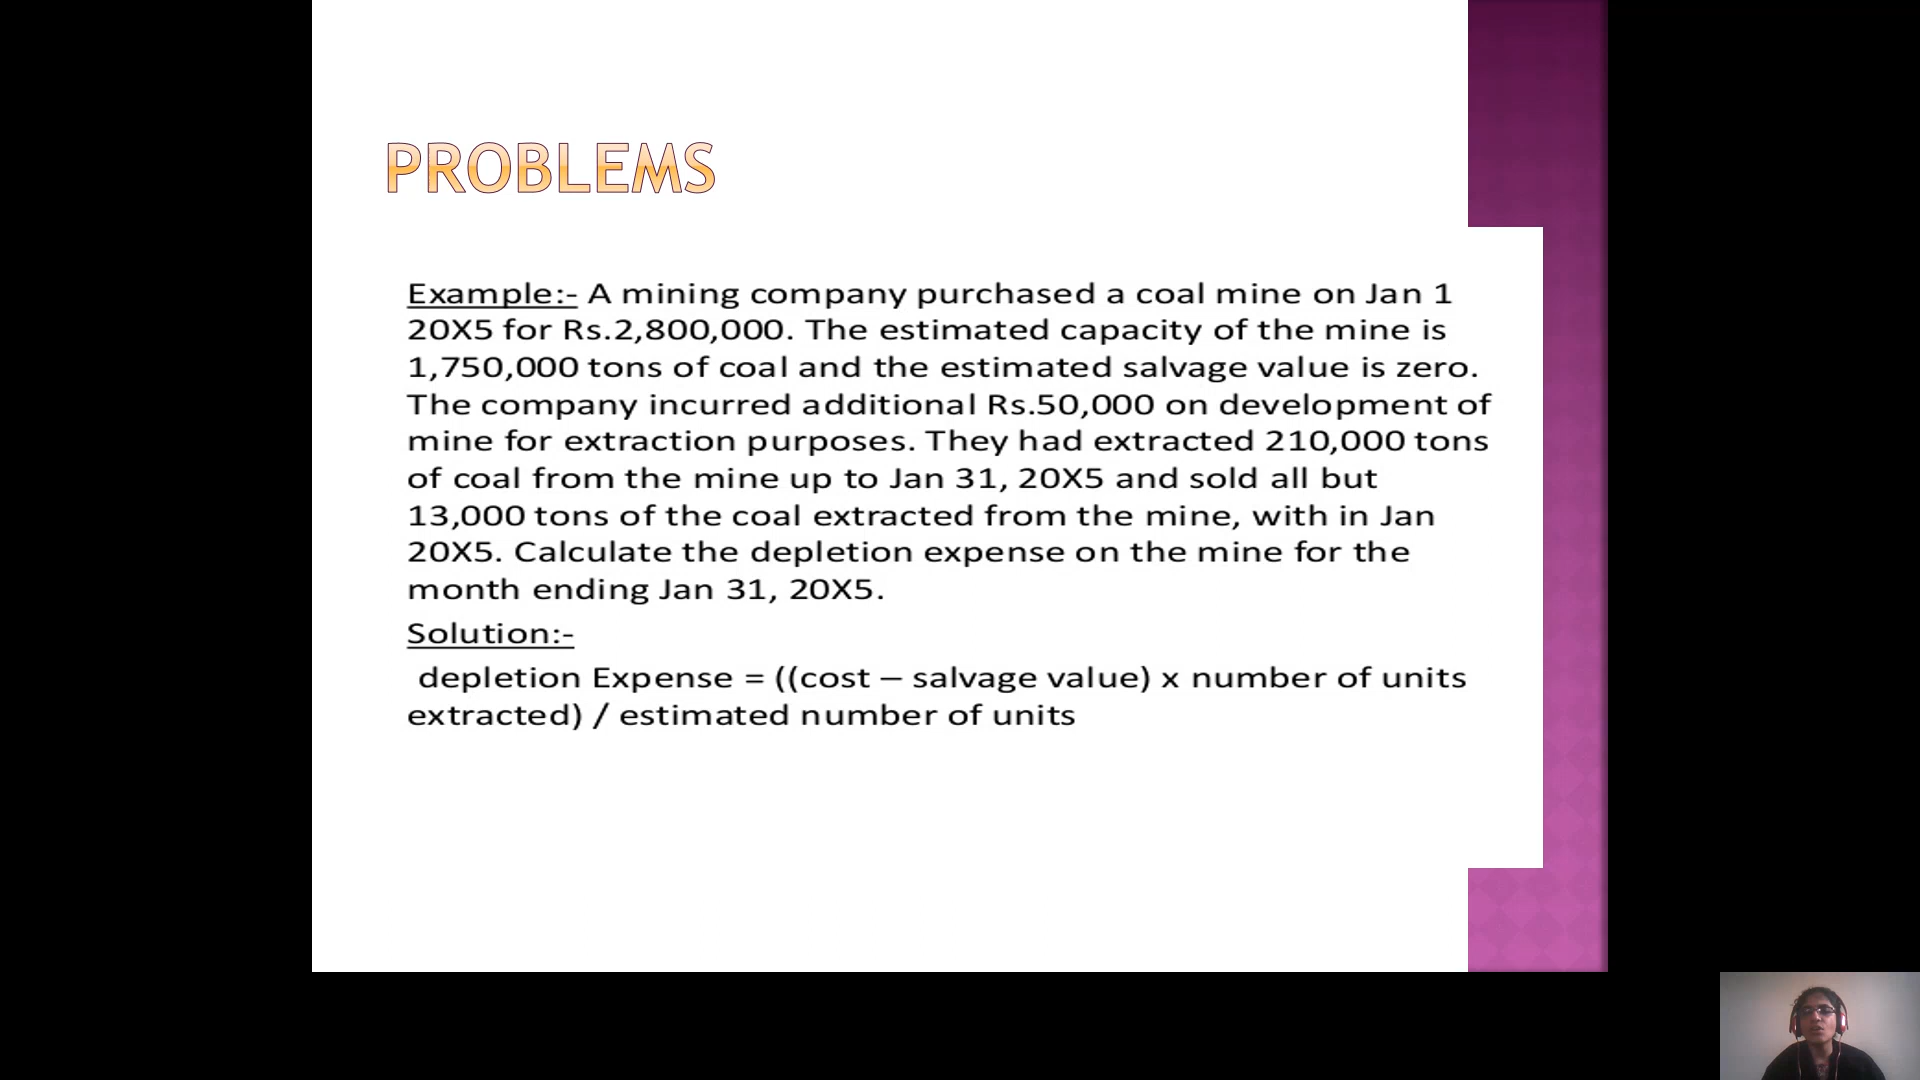 PROBLEMS
Example:- A mining company purchased a coal mine on Jan 1
20X5 for Rs.2,800,000. The estimated capacity of the mine is
1,750,000 tons of coal and the estimated salvage value is zero.
The company incurred additional Rs.50,000 on development of
mine for extraction purposes. They had extracted 210,000 tons
of coal from the mine up to Jan 31, 20X5 and sold all but
13,000 tons of the coal extracted from the mine, with in Jan
20X5. Calculate the depletion expense on the mine for the
month ending Jan 31, 20X5.
Solution:-
depletion Expense = ((cost – salvage value) x number of units
extracted) / estimated number of units